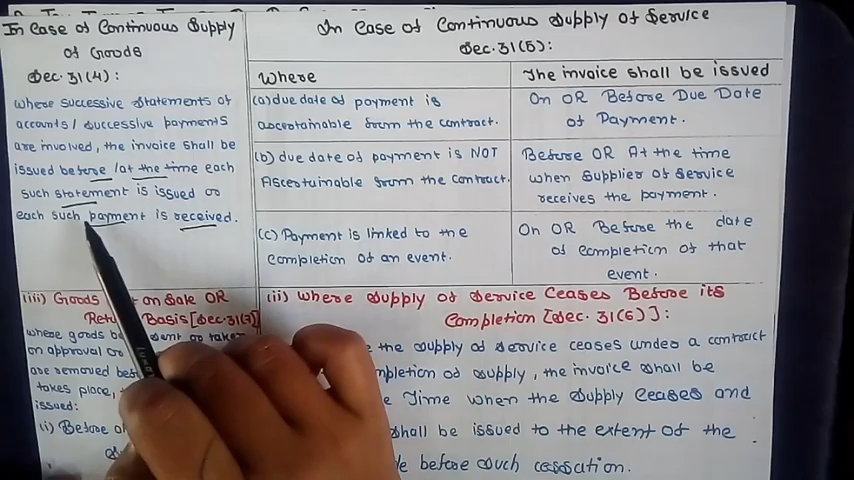 In Case of Continuous Supply
of Goods
Sec. 31(4):
where successive statements of
accounts/ successive payments
are involved, the invoice shall be
issued before /at the time each
such statement is issued or
each such payment is received.
In Case of Continuous Supply of Service
Sec. 31(5):
Where
The invoice shall be issued
(a) due date of payment is
ascertainable from the contract.
On OR Before Due Date
of Payment.
(b) due date of payment is NOT
Ascertainable from the contract.
Before OR At the time
when Supplier of Service
receives the payment.
(c) Payment is linked to the
completion of an event.
On OR Before the date
of completion of that
event.
(iii) Goods on Sale OR
Basis [Sec. 31(7)]
where goods or taken
on approval or
are removed
takes place,
issued:
(i) Before
(ii) Where Supply of Service Ceases Before its
Completion [Sec. 31(6)]:
the supply of service ceases under a contract
of supply, the invoice shall be
Time when the supply ceases and
shall be issued to the extent of the
before such cessation.